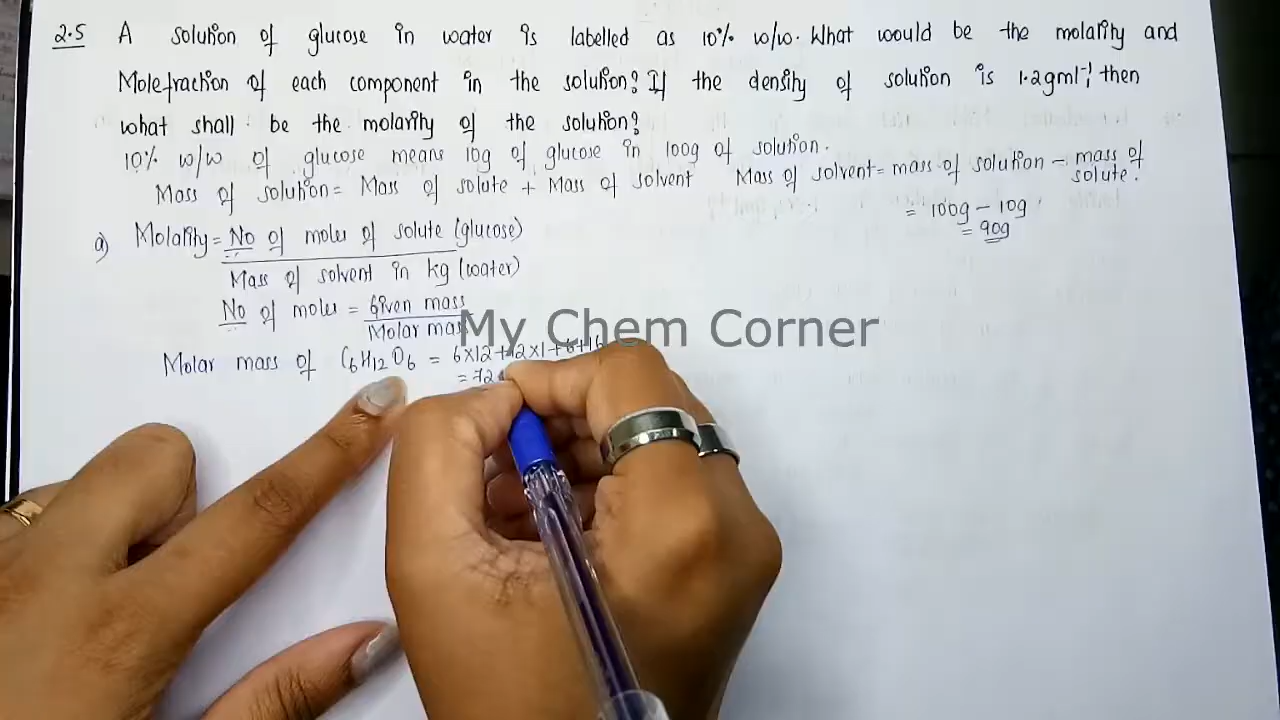 2.5 A solution of glucose in water is labelled as 10% w/w. What would be the molality and
Molefraction of each component in the solution? If the density of solution is 1.2gml⁻¹, then
what shall be the molarity of the solution?
10% w/w of glucose means 10g of glucose in 100g of solution.
Mass of solution = Mass of solute + Mass of solvent Mass of solvent = mass of solution - mass of solute.
= 100g - 10g
= 90g
a) Molality = No of moles of solute (glucose)
Mass of solvent in kg (water)
No of moles = Given mass
Molar mass
My Chem Corner
Molar mass of C6H12O6 = 6×12+12×1+6+16
= 72